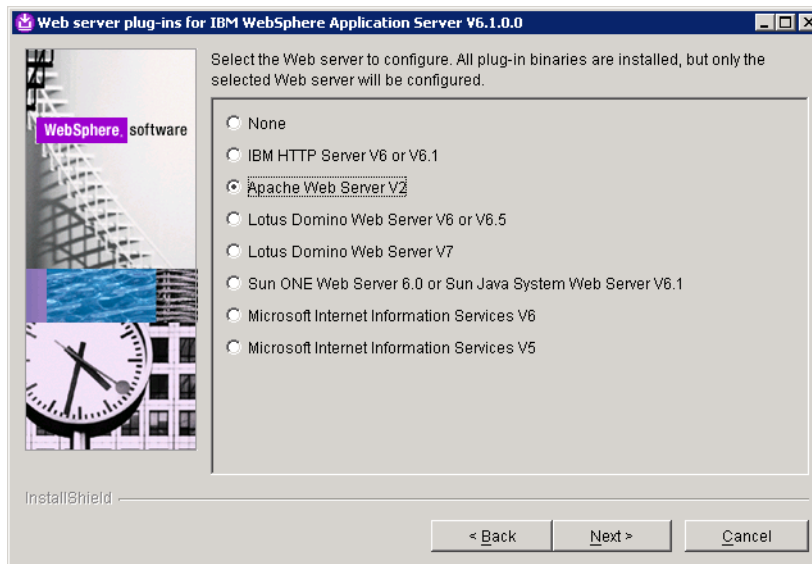 Web server plug-ins for IBM WebSphere Application Server V6.1.0.0
WebSphere. software
Select the Web server to configure. All plug-in binaries are installed, but only the
selected Web server will be configured.
None
IBM HTTP Server V6 or V6.1
Apache Web Server V2
Lotus Domino Web Server V6 or V6.5
Lotus Domino Web Server V7
Sun ONE Web Server 6.0 or Sun Java System Web Server V6.1
Microsoft Internet Information Services V6
Microsoft Internet Information Services V5
InstallShield
< Back
Next >
Cancel